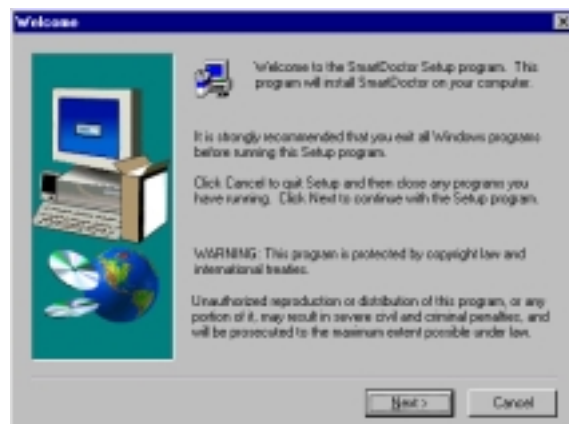 Welcome
Welcome to the SmartDoctor Setup program. This
program will install SmartDoctor on your computer.
It is strongly recommended that you exit all Windows programs
before running this Setup program.
Click Cancel to quit Setup and then close any programs you
have running. Click Next to continue with the Setup program.
WARNING: This program is protected by copyright law and
international treaties.
Unauthorized reproduction or distribution of this program, or any
portion of it, may result in severe civil and criminal penalties, and
will be prosecuted to the maximum extent possible under law.
Next >
Cancel